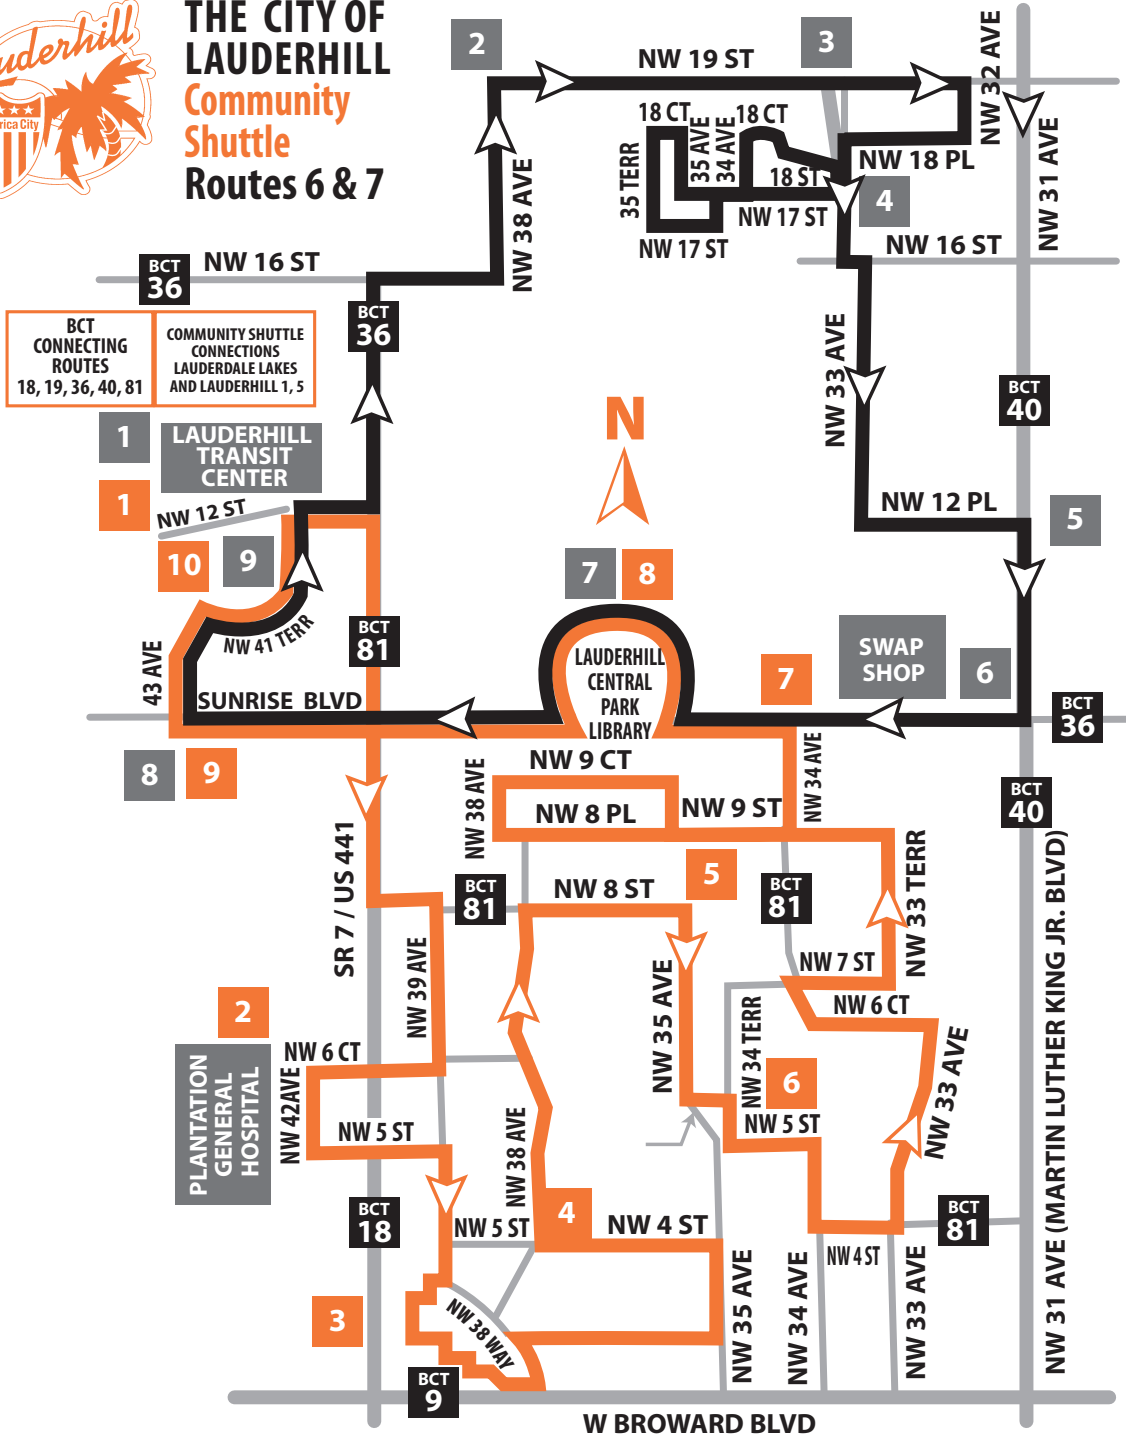 THE CITY OF
LAUDERHILL
Community
Shuttle
Routes 6 & 7
2
NW 19 ST
3
NW 32 AVE
NW 31 AVE
18 CT
35 AVE
34 AVE
18 CT
35 TERR
18 ST
NW 18 PL
4
NW 17 ST
NW 17 ST
NW 38 AVE
NW 16 ST
NW 16 ST
BCT
36
BCT
36
BCT
CONNECTING
ROUTES
18, 19, 36, 40, 81
COMMUNITY SHUTTLE
CONNECTIONS
LAUDERDALE LAKES
AND LAUDERHILL 1, 5
NW 33 AVE
BCT
40
N
1
LAUDERHILL
TRANSIT
CENTER
1
NW 12 ST
NW 12 PL
5
10
9
7
8
NW 41 TERR
BCT
81
43 AVE
SUNRISE BLVD
LAUDERHILL
CENTRAL
PARK
LIBRARY
7
SWAP
SHOP
6
BCT
36
8
9
NW 9 CT
NW 38 AVE
NW 8 PL
NW 9 ST
NW 34 AVE
BCT
40
SR 7 / US 441
BCT
81
NW 8 ST
5
BCT
81
NW 33 TERR
NW 39 AVE
NW 35 AVE
NW 7 ST
NW 6 CT
2
NW 6 CT
NW 34 TERR
6
NW 33 AVE
PLANTATION
GENERAL
HOSPITAL
NW 42AVE
NW 5 ST
NW 38 AVE
NW 5 ST
BCT
18
NW 5 ST
4
NW 4 ST
BCT
81
NW 4 ST
3
NW 38 WAY
NW 35 AVE
NW 34 AVE
NW 33 AVE
NW 31 AVE (MARTIN LUTHER KING JR. BLVD)
BCT
9
W BROWARD BLVD